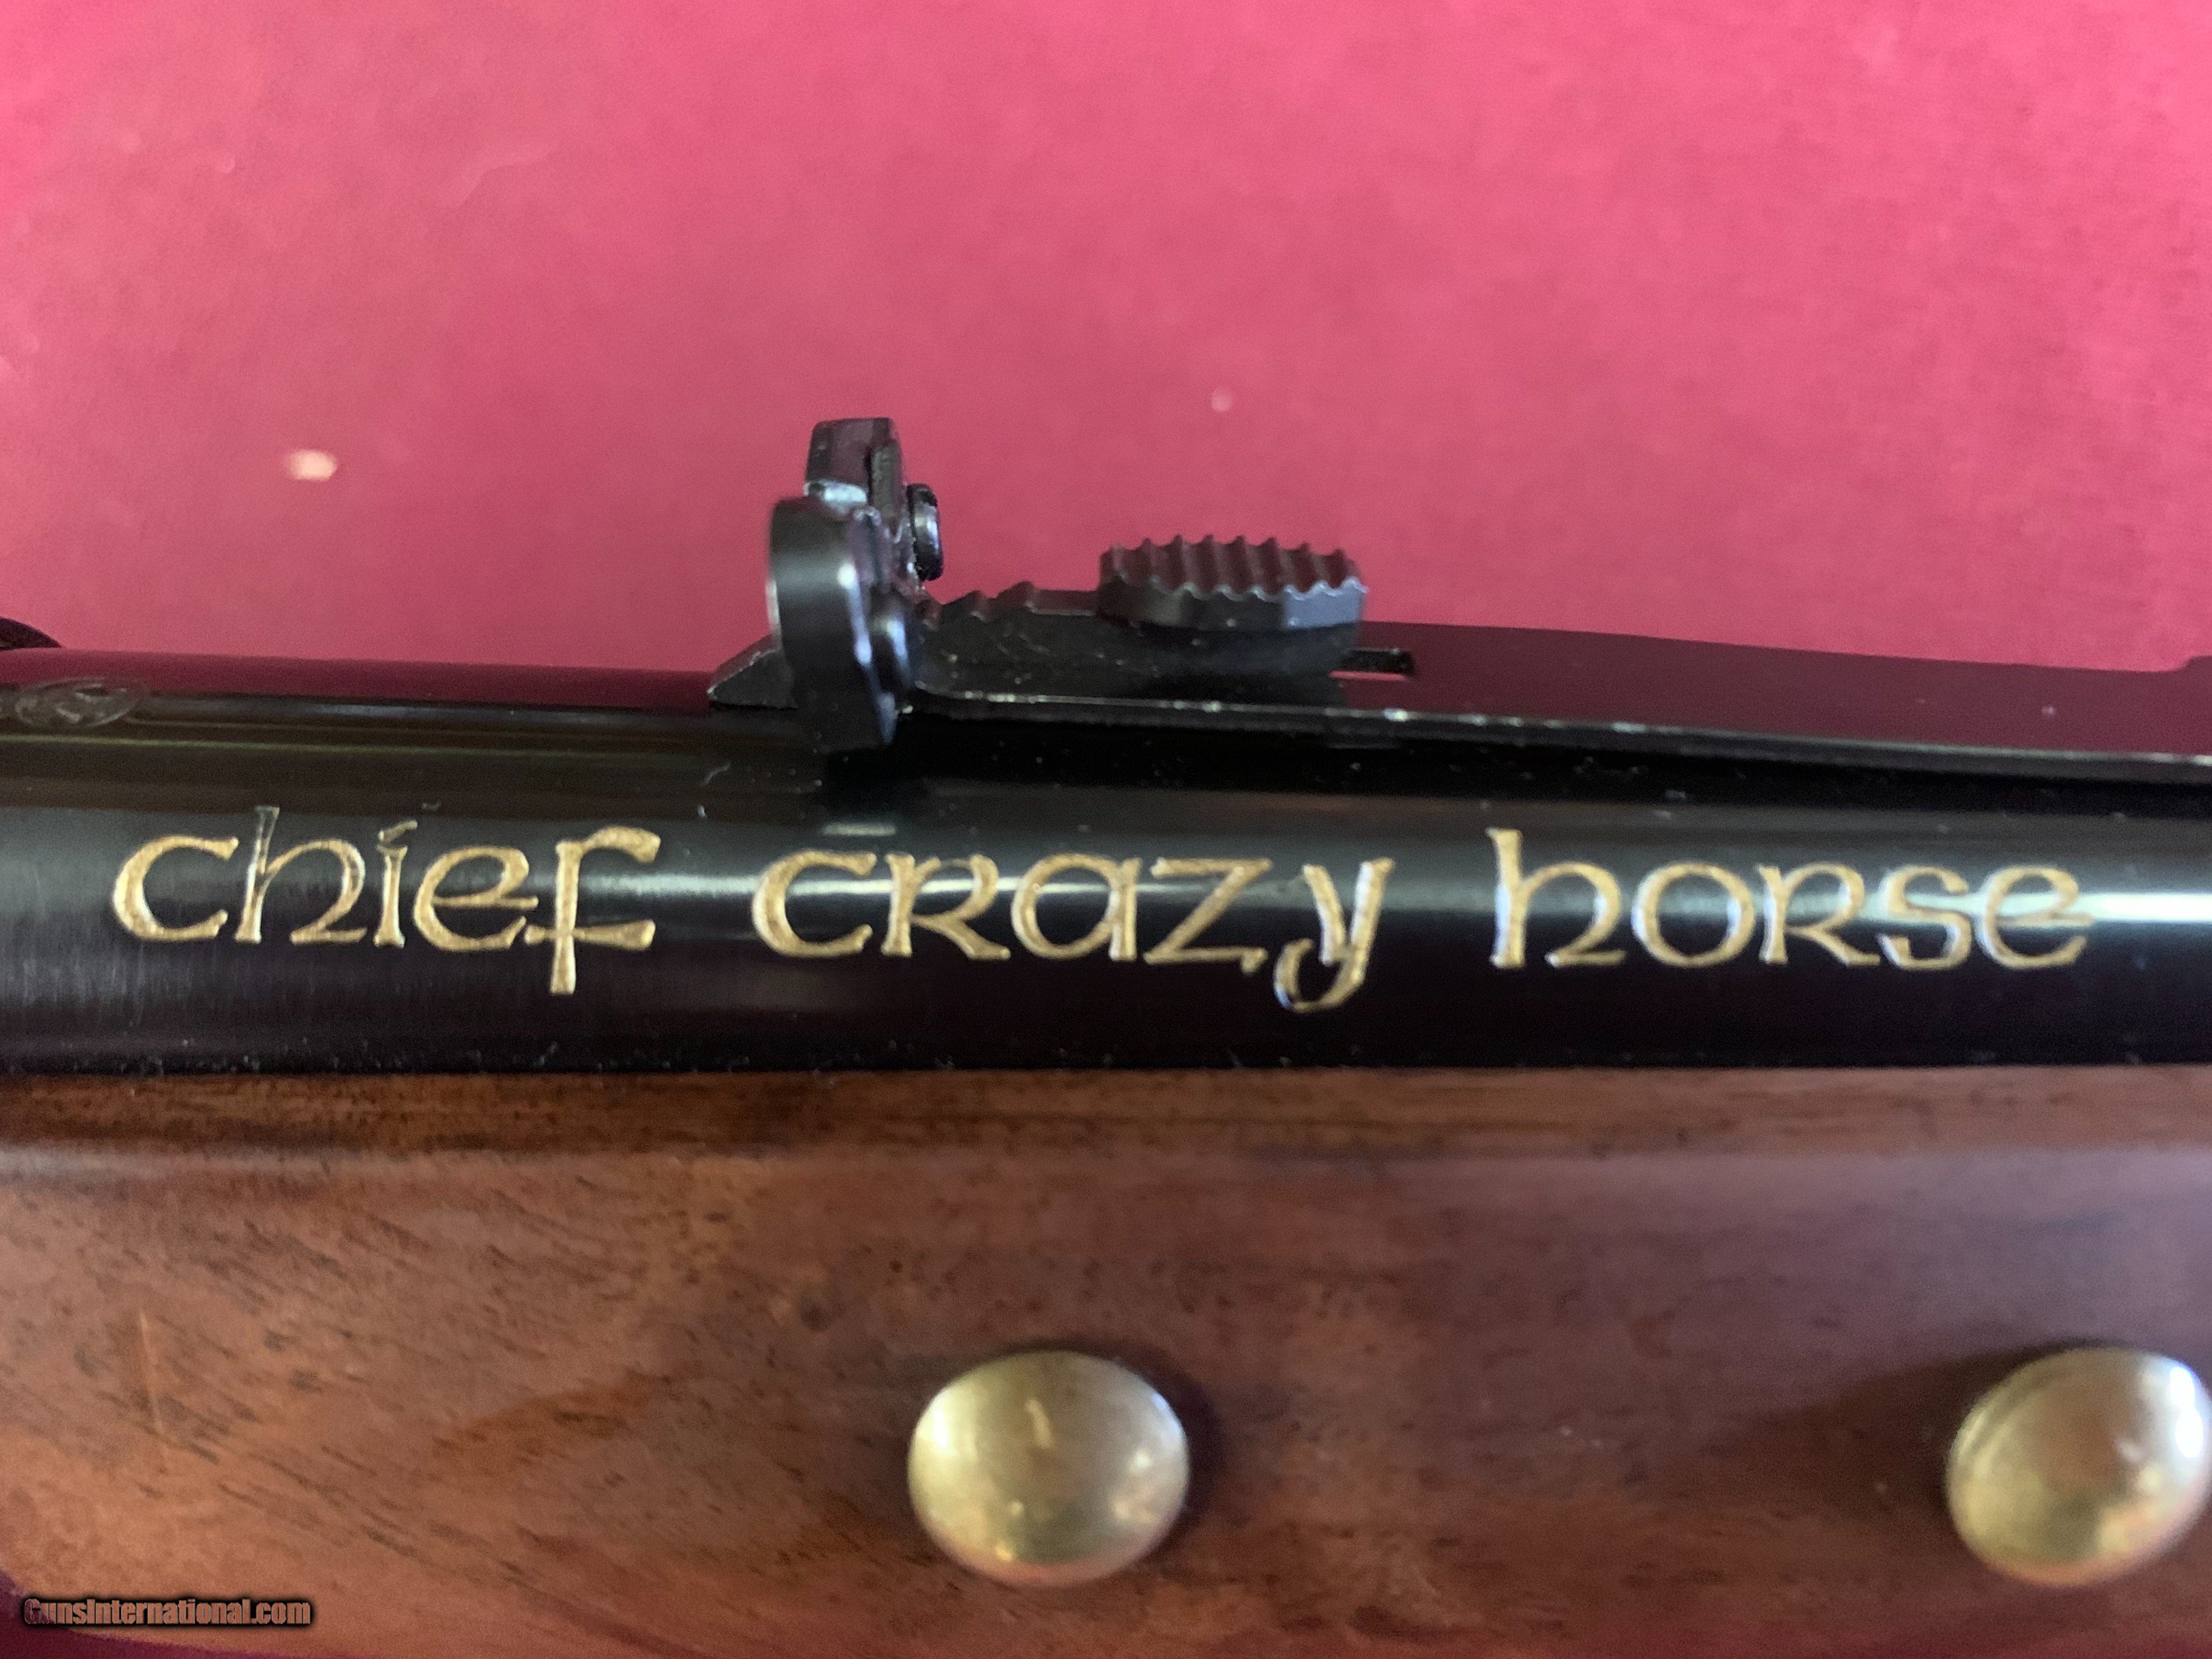 chief crazy horse
GunsInternational.com